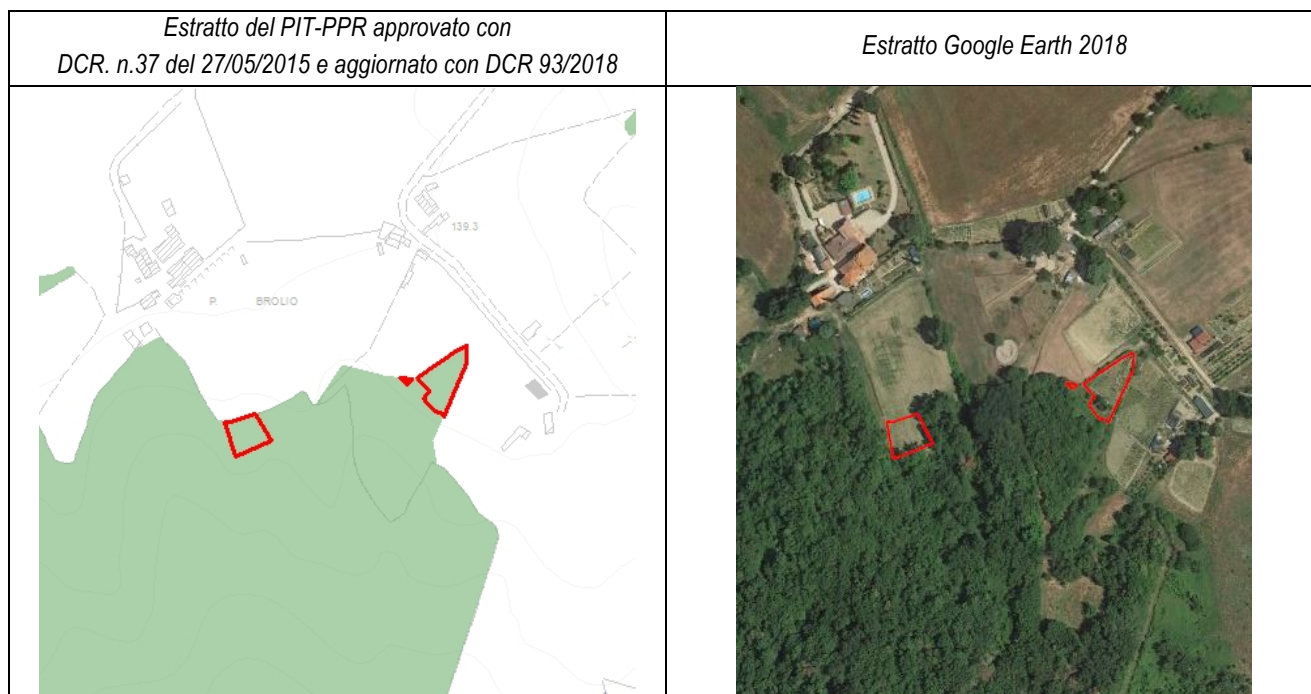 Estratto del PIT-PPR approvato con
DCR. n.37 del 27/05/2015 e aggiornato con DCR 93/2018
Estratto Google Earth 2018
139.3
P. BROLIO